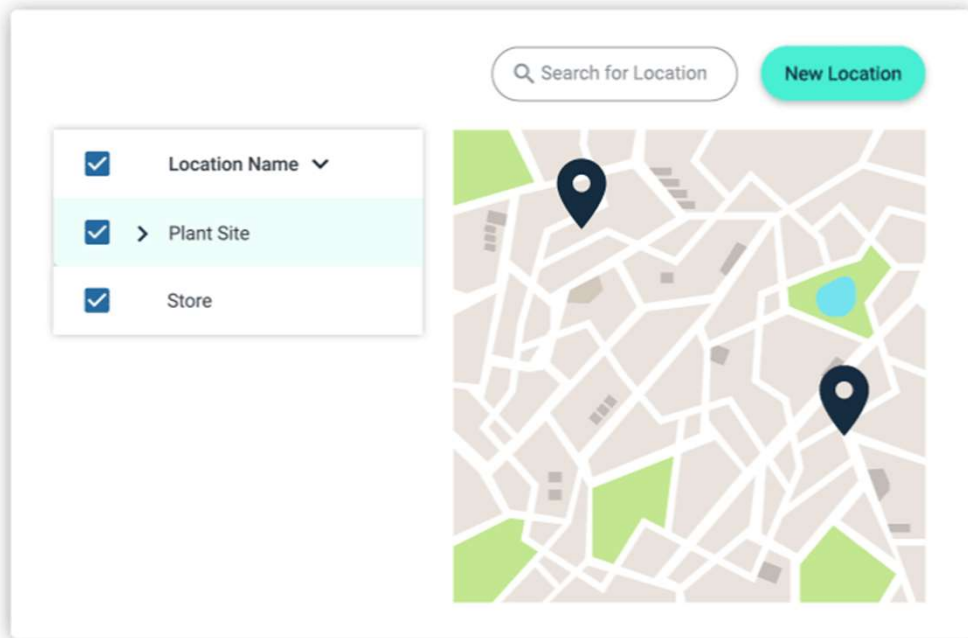 Search for Location
New Location
Location Name
Plant Site
Store